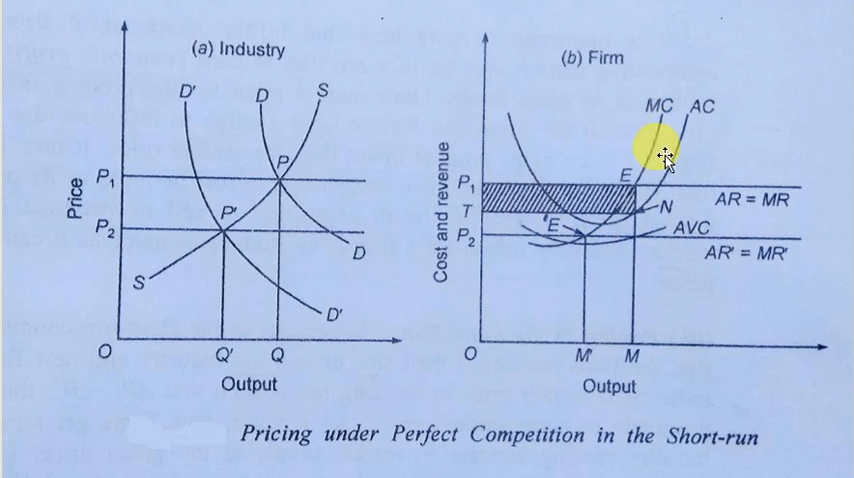 (a) Industry
D'
D
S
P
P1
P'
P2
D
S
D'
O
Q'
Q
Price
Output
(b) Firm
MC
AC
E
P1
AR = MR
T
N
'E
AVC
P2
AR' = MR'
O
M'
M
Cost and revenue
Output
Pricing under Perfect Competition in the Short-run